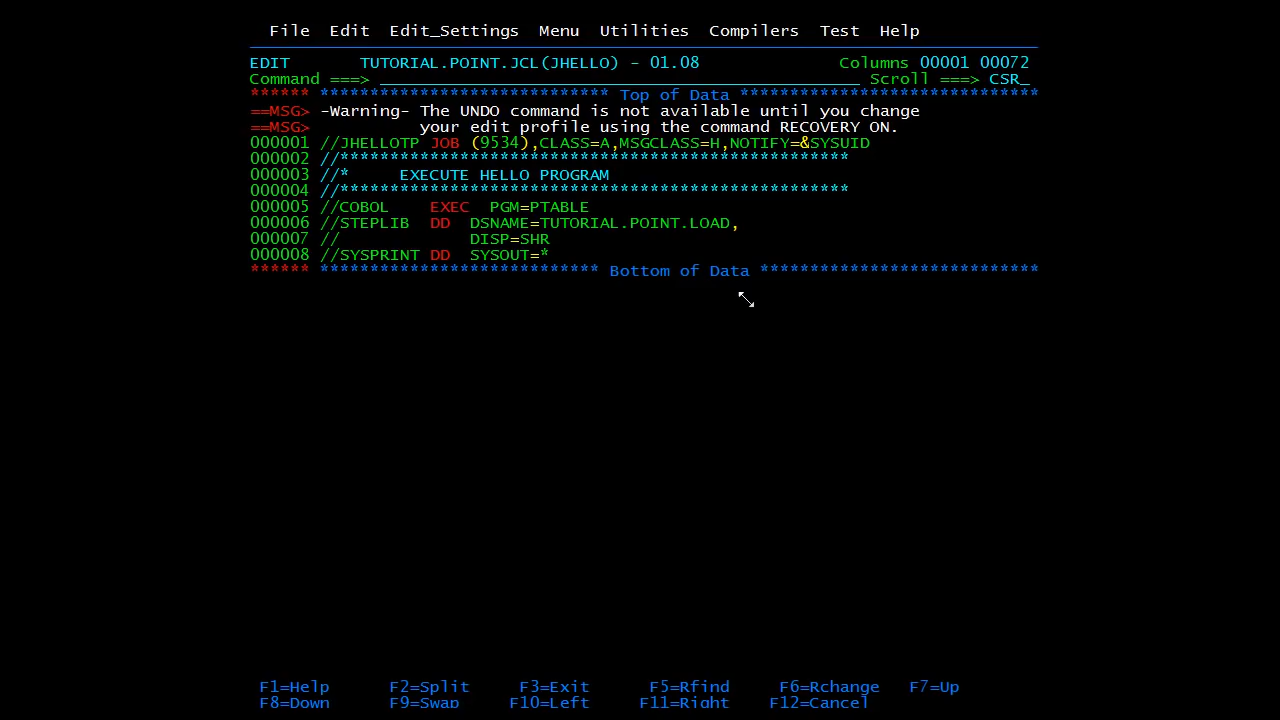 File Edit Edit_Settings Menu Utilities Compilers Test Help
EDIT TUTORIAL.POINT.JCL(JHELLO) - 01.08 Columns 00001 00072
Command ===> Scroll ===> CSR_
****** **************************** Top of Data ******************************
==MSG> -Warning- The UNDO command is not available until you change
==MSG> your edit profile using the command RECOVERY ON.
000001 //JHELLOTP JOB (9534),CLASS=A,MSGCLASS=H,NOTIFY=&SYSUID
000002 //***************************************************
000003 //* EXECUTE HELLO PROGRAM
000004 //***************************************************
000005 //COBOL EXEC PGM=PTABLE
000006 //STEPLIB DD DSNAME=TUTORIAL.POINT.LOAD,
000007 // DISP=SHR
000008 //SYSPRINT DD SYSOUT=*
****** **************************** Bottom of Data ****************************
F1=Help F2=Split F3=Exit F5=Rfind F6=Rchange F7=Up
F8=Down F9=Swap F10=Left F11=Right F12=Cancel